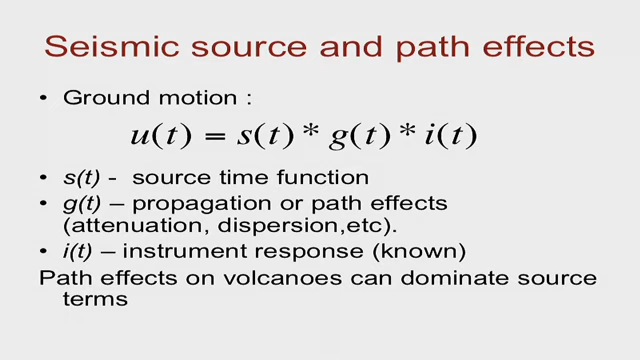 Seismic source and path effects
• Ground motion :
u(t) = s(t) * g(t) * i(t)
• s(t) - source time function
• g(t) – propagation or path effects
(attenuation, dispersion,etc).
• i(t) – instrument response (known)
Path effects on volcanoes can dominate source
terms